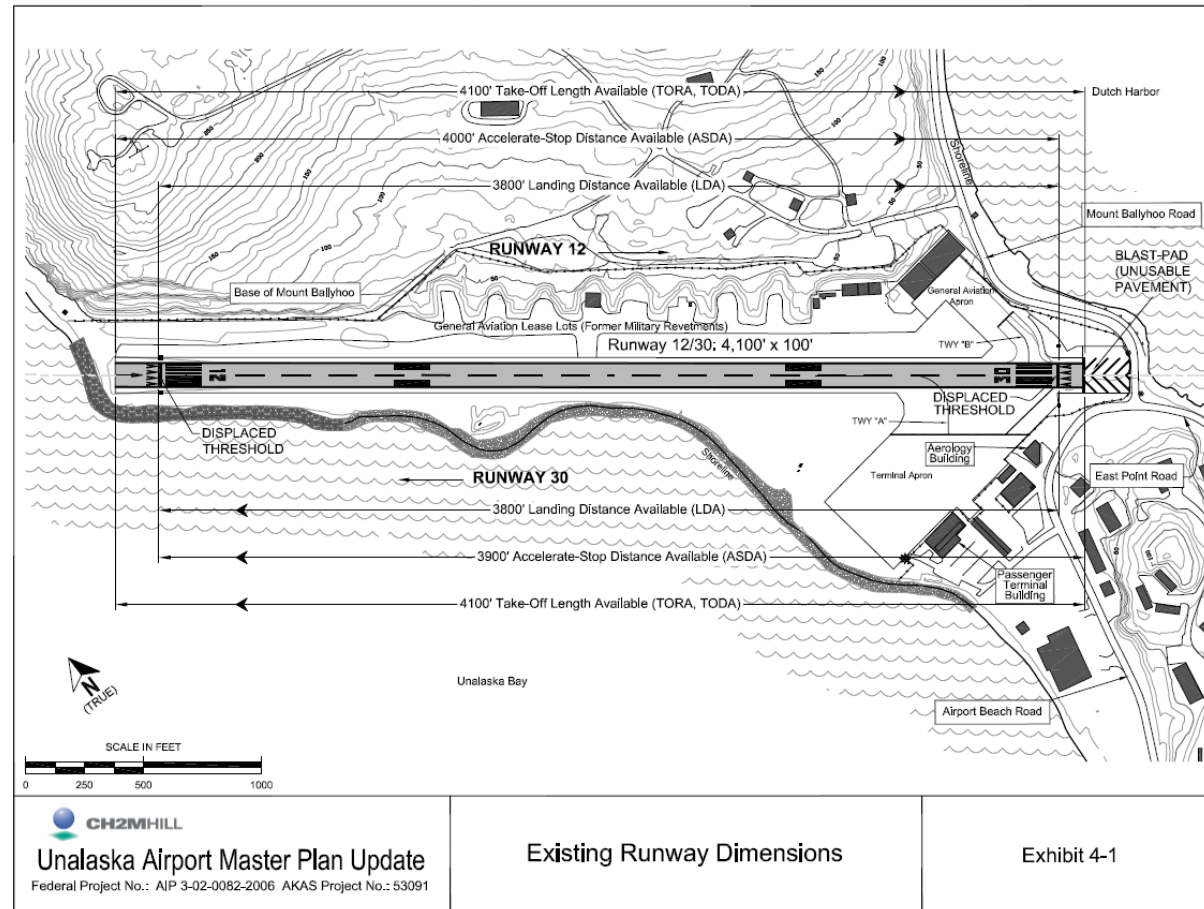 4100' Take-Off Length Available (TORA, TODA)
Dutch Harbor
4000' Accelerate-Stop Distance Available (ASDA)
Shoreline
3800' Landing Distance Available (LDA)
Mount Ballyhoo Road
RUNWAY 12
BLAST-PAD
(UNUSABLE
PAVEMENT)
Base of Mount Ballyhoo
General Aviation
Apron
General Aviation Lease Lots (Former Military Revetments)
Runway 12/30: 4,100' x 100'
TWY "B"
12
30
DISPLACED
THRESHOLD
DISPLACED
THRESHOLD
TWY "A"
Shoreline
Aerology
Building
RUNWAY 30
Terminal Apron
East Point Road
3800' Landing Distance Available (LDA)
3900' Accelerate-Stop Distance Available (ASDA)
Passenger
Terminal
Building
4100' Take-Off Length Available (TORA, TODA)
N
(TRUE)
Unalaska Bay
Airport Beach Road
SCALE IN FEET
0 250 500 1000
CH2MHILL
Unalaska Airport Master Plan Update
Federal Project No.: AIP 3-02-0082-2006 AKAS Project No.: 53091
Existing Runway Dimensions
Exhibit 4-1